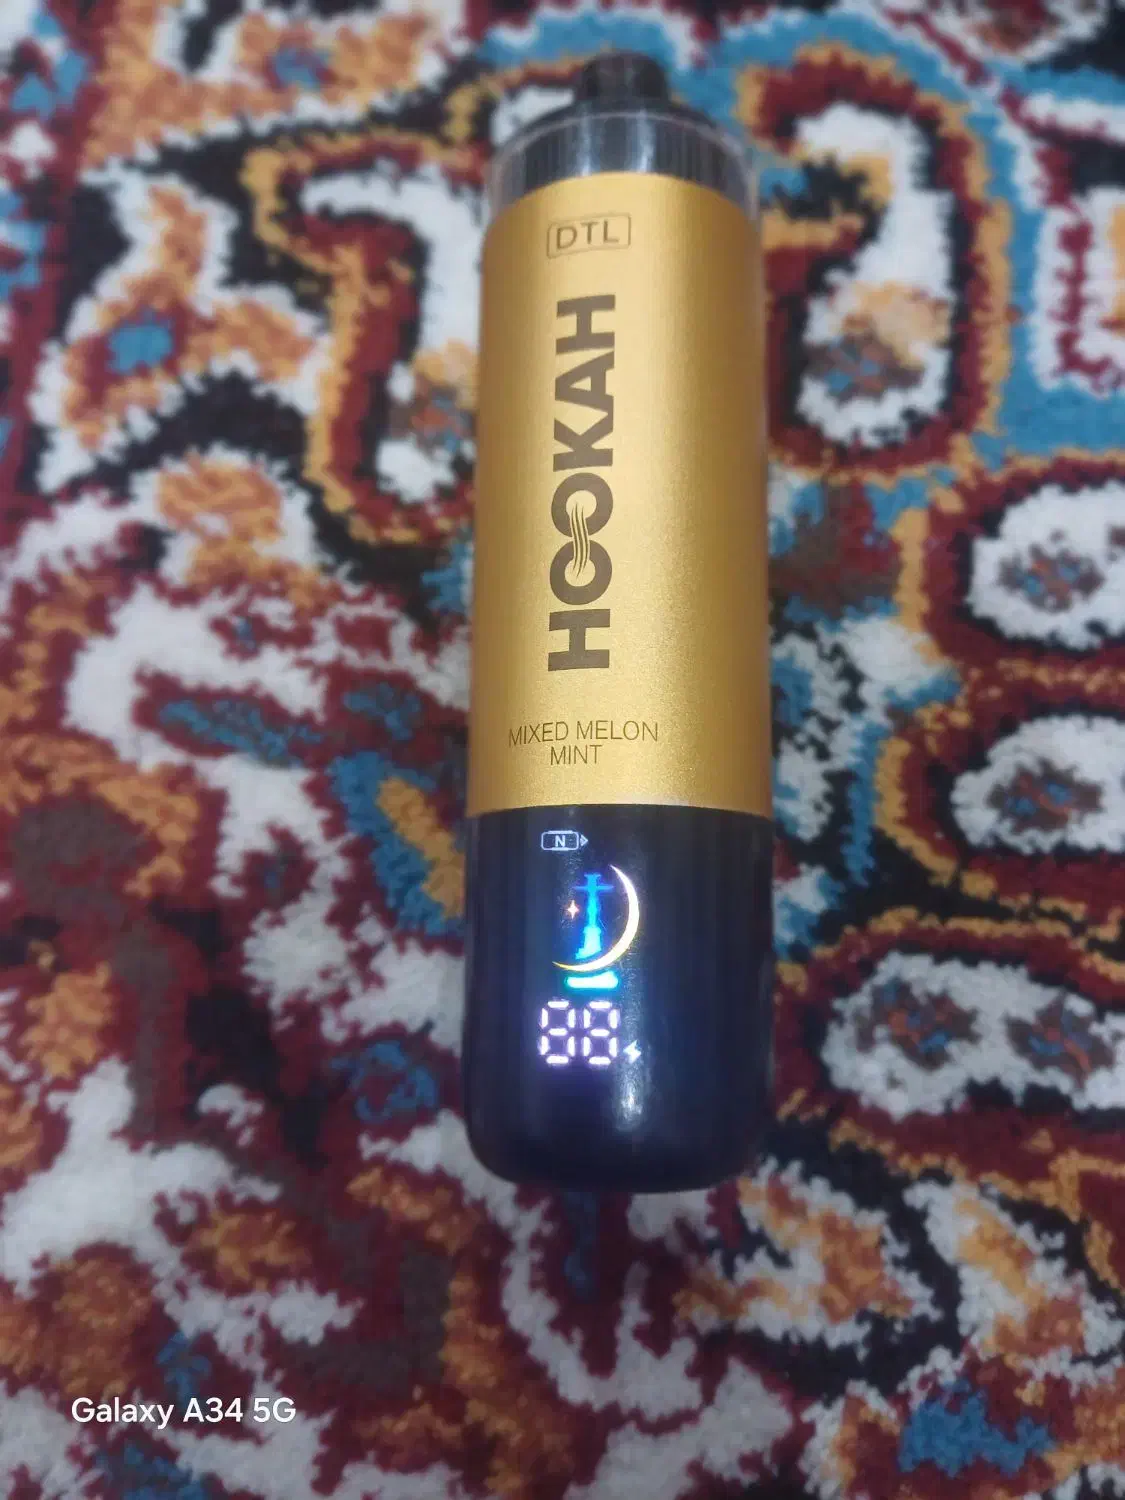 DTL
HOOKAH
MIXED MELON
MINT
N
88
Galaxy A34 5G